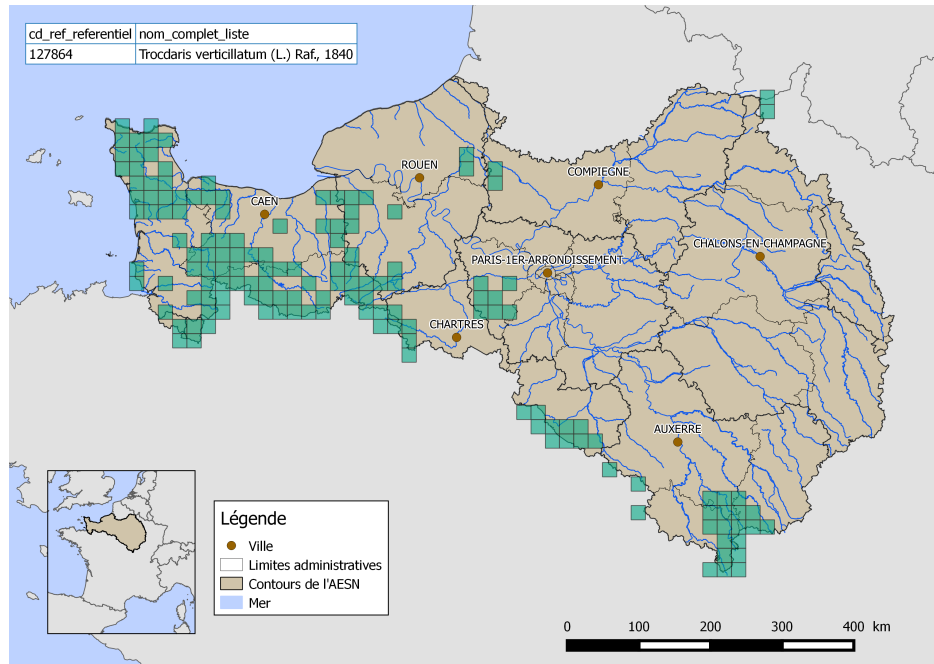 cd_ref_referentiel nom_complet_liste
127864 Trocdaris verticillatum (L.) Raf., 1840
ROUEN
COMPIEGNE
CAEN
CHALONS-EN-CHAMPAGNE
PARIS-1ER-ARRONDISSEMENT
CHARTRES
AUXERRE
Légende
Ville
Limites administratives
Contours de l'AESN
Mer
0 100 200 300 400 km